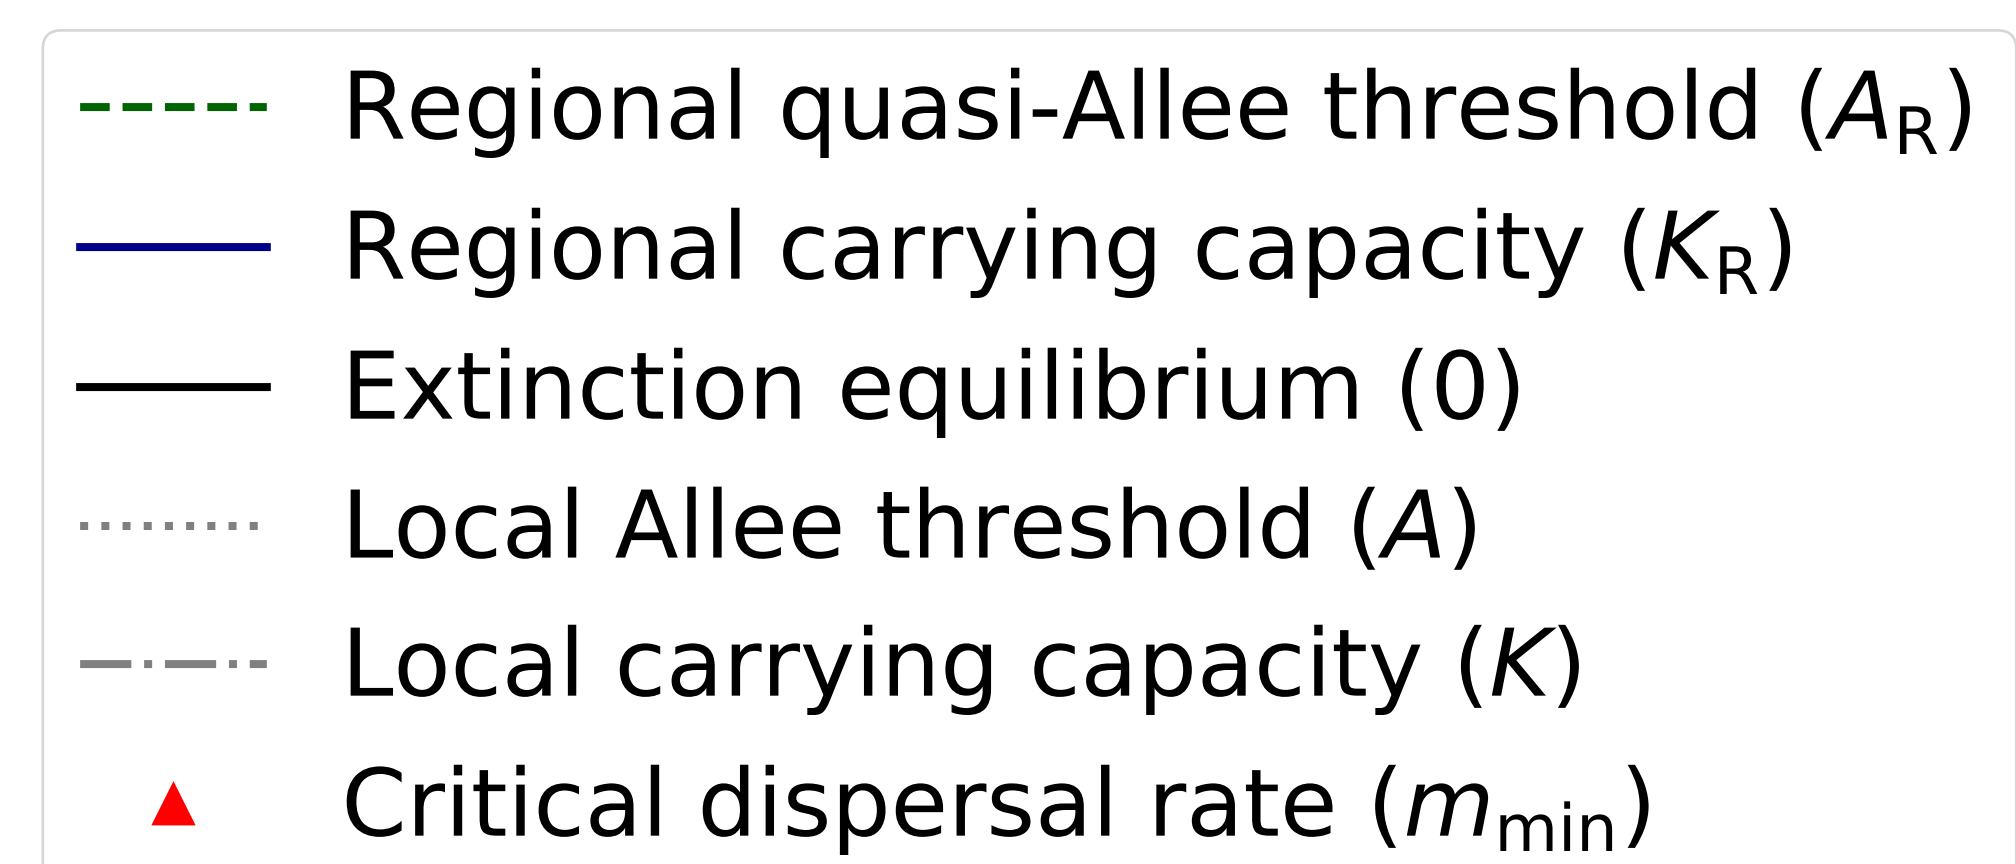 Regional quasi-Allee threshold (A_R)
Regional carrying capacity (K_R)
Extinction equilibrium (0)
Local Allee threshold (A)
Local carrying capacity (K)
Critical dispersal rate (m_min)